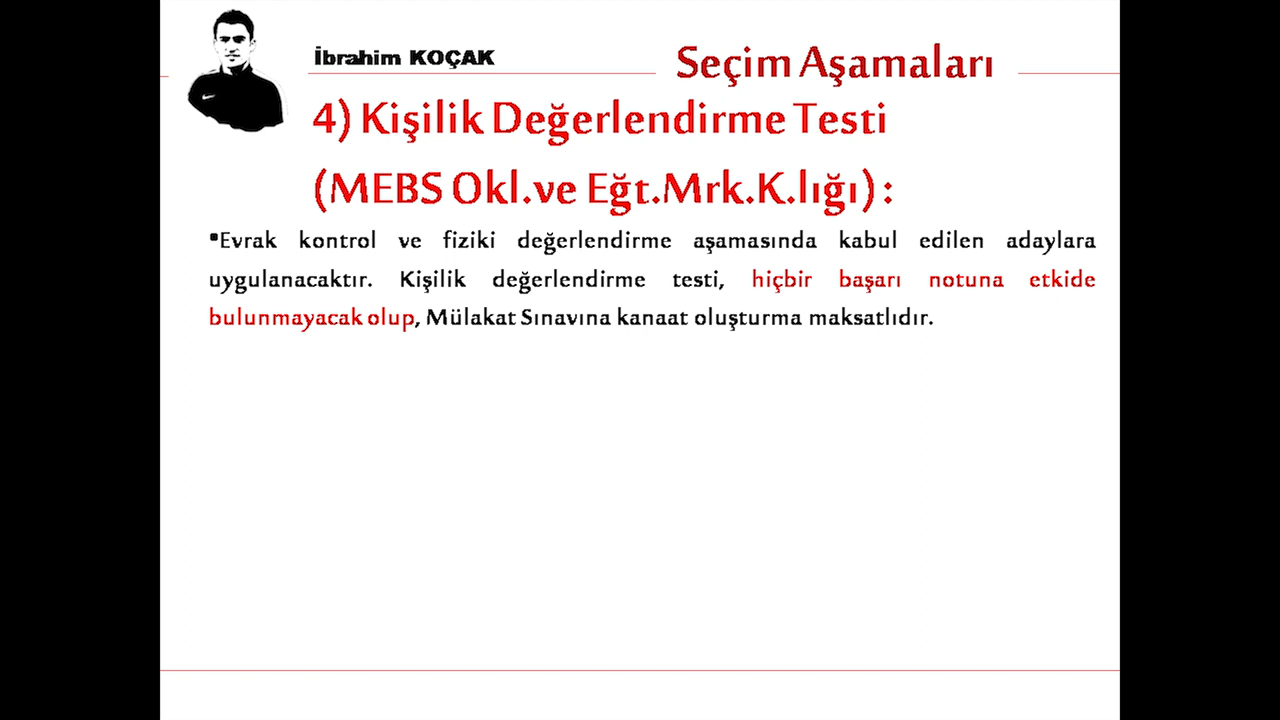 İbrahim KOÇAK
Seçim Aşamaları
4) Kişilik Değerlendirme Testi
(MEBS Okl.ve Eğt.Mrk.K.lığı) :
▪Evrak kontrol ve fiziki değerlendirme aşamasında kabul edilen adaylara
uygulanacaktır. Kişilik değerlendirme testi, hiçbir başarı notuna etkide
bulunmayacak olup, Mülakat Sınavına kanaat oluşturma maksatlıdır.